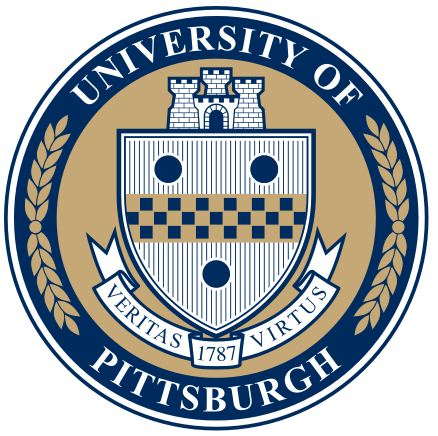 UNIVERSITY OF
PITTSBURGH
VERITAS 1787 VIRTUS